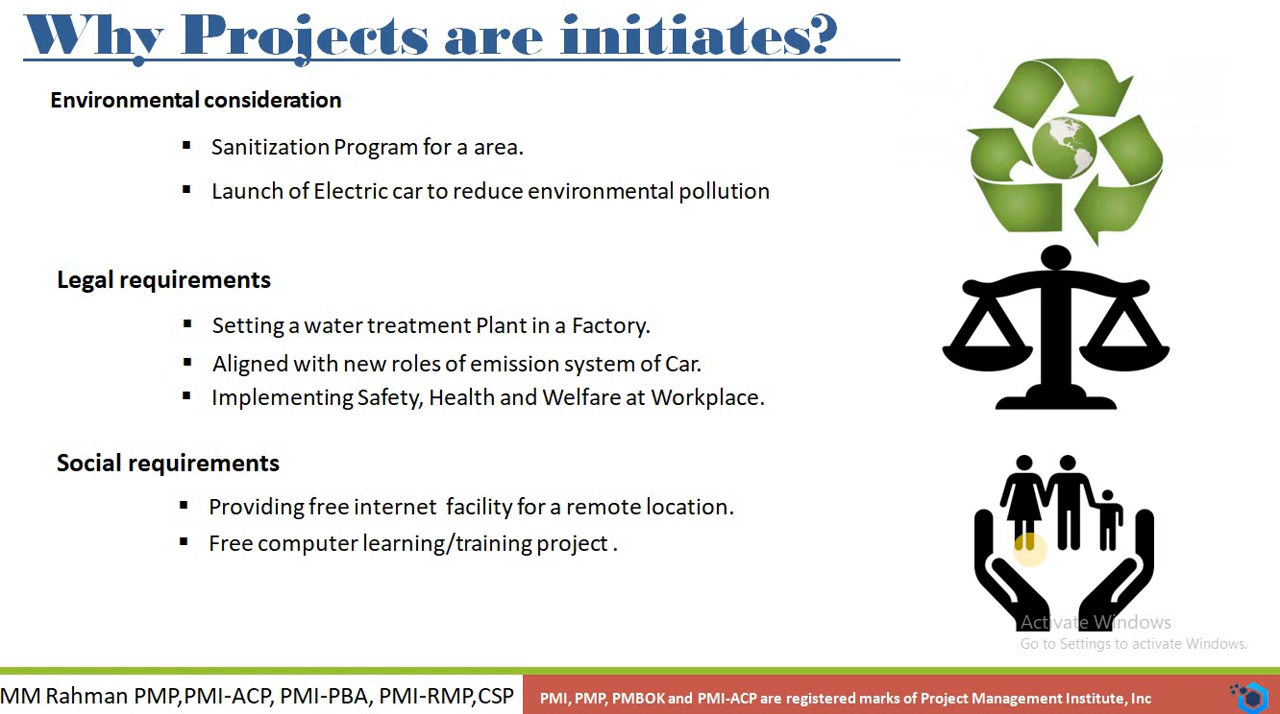 Why Projects are initiates?
Environmental consideration
▪ Sanitization Program for a area.
▪ Launch of Electric car to reduce environmental pollution
Legal requirements
▪ Setting a water treatment Plant in a Factory.
▪ Aligned with new roles of emission system of Car.
▪ Implementing Safety, Health and Welfare at Workplace.
Social requirements
▪ Providing free internet facility for a remote location.
▪ Free computer learning/training project .
Activate Windows
Go to Settings to activate Windows.
MM Rahman PMP,PMI-ACP, PMI-PBA, PMI-RMP,CSP
PMI, PMP, PMBOK and PMI-ACP are registered marks of Project Management Institute, Inc